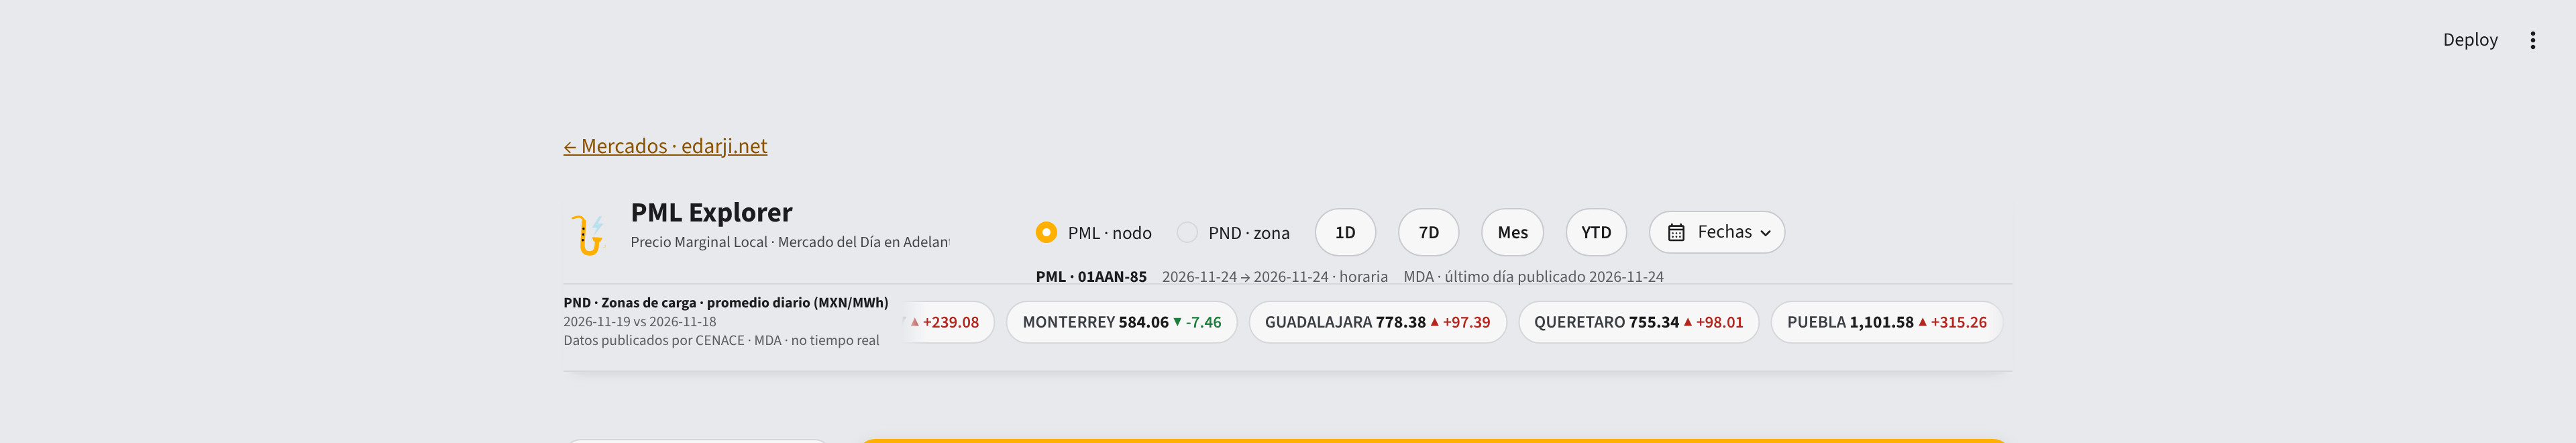 Deploy
← Mercados · edarji.net
PML Explorer
Precio Marginal Local · Mercado del Día en Adelan
PML · nodo PND · zona 1D 7D Mes YTD Fechas
PML · 01AAN-85 2026-11-24 → 2026-11-24 · horaria MDA · último día publicado 2026-11-24
PND · Zonas de carga · promedio diario (MXN/MWh)
2026-11-19 vs 2026-11-18
Datos publicados por CENACE · MDA · no tiempo real
▲ +239.08 MONTERREY 584.06 ▼ -7.46 GUADALAJARA 778.38 ▲ +97.39 QUERETARO 755.34 ▲ +98.01 PUEBLA 1,101.58 ▲ +315.26